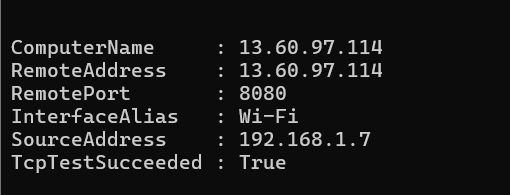 ComputerName     : 13.60.97.114
RemoteAddress    : 13.60.97.114
RemotePort       : 8080
InterfaceAlias   : Wi-Fi
SourceAddress    : 192.168.1.7
TcpTestSucceeded : True